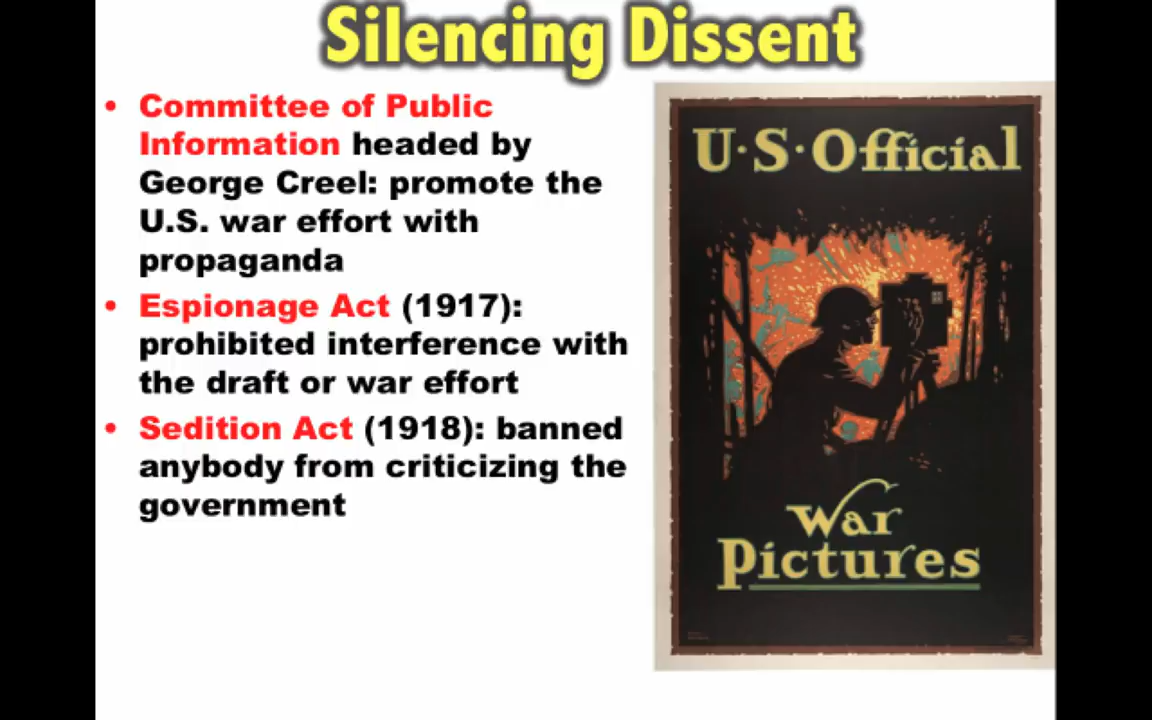 Silencing Dissent
• Committee of Public
Information headed by
George Creel: promote the
U.S. war effort with
propaganda
• Espionage Act (1917):
prohibited interference with
the draft or war effort
• Sedition Act (1918): banned
anybody from criticizing the
government
U·S·Official
War
Pictures